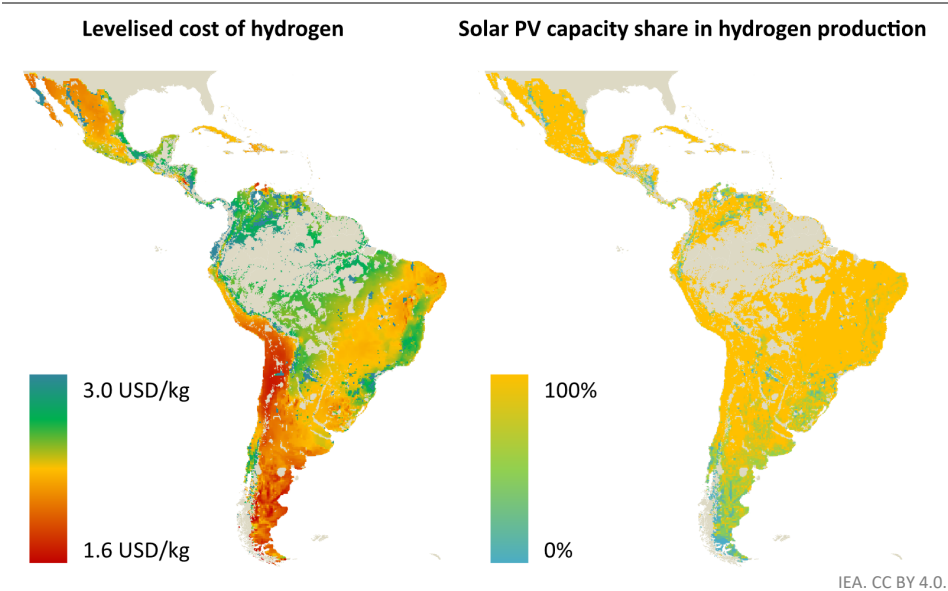 Levelised cost of hydrogen
Solar PV capacity share in hydrogen production
3.0 USD/kg
1.6 USD/kg
100%
0%
IEA. CC BY 4.0.